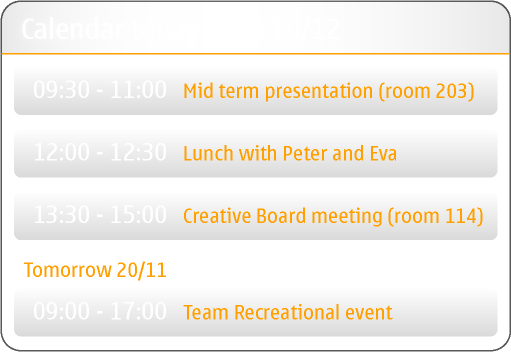 Calendar
09:30 - 11:00 Mid term presentation (room 203)
12:00 - 12:30 Lunch with Peter and Eva
13:30 - 15:00 Creative Board meeting (room 114)
Tomorrow 20/11
09:00 - 17:00 Team Recreational event